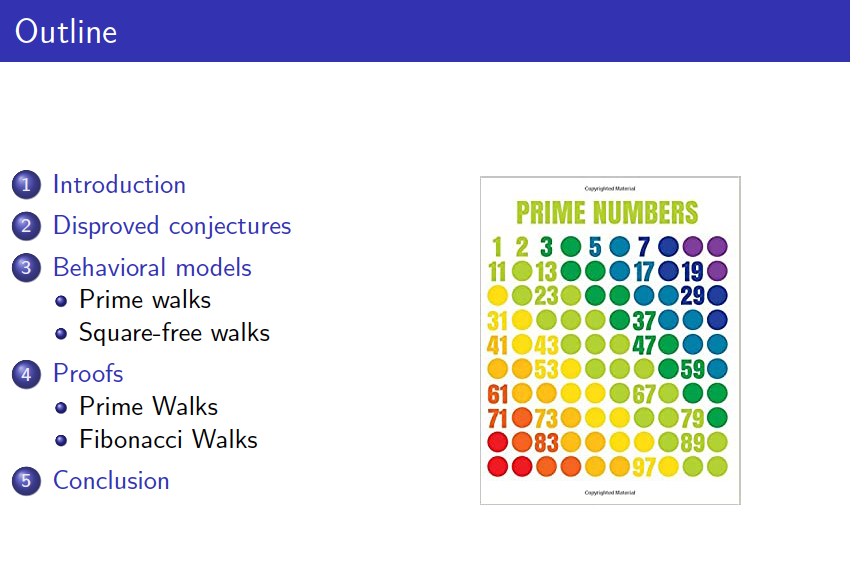 Outline
1 Introduction
2 Disproved conjectures
3 Behavioral models
Prime walks
Square-free walks
4 Proofs
Prime Walks
Fibonacci Walks
5 Conclusion
Copyrighted Material
PRIME NUMBERS
1 2 3 5 7
11 13 17 19
23 29
31 37
41 43 47
53 59
61 67
71 73 79
83 89
97
Copyrighted Material